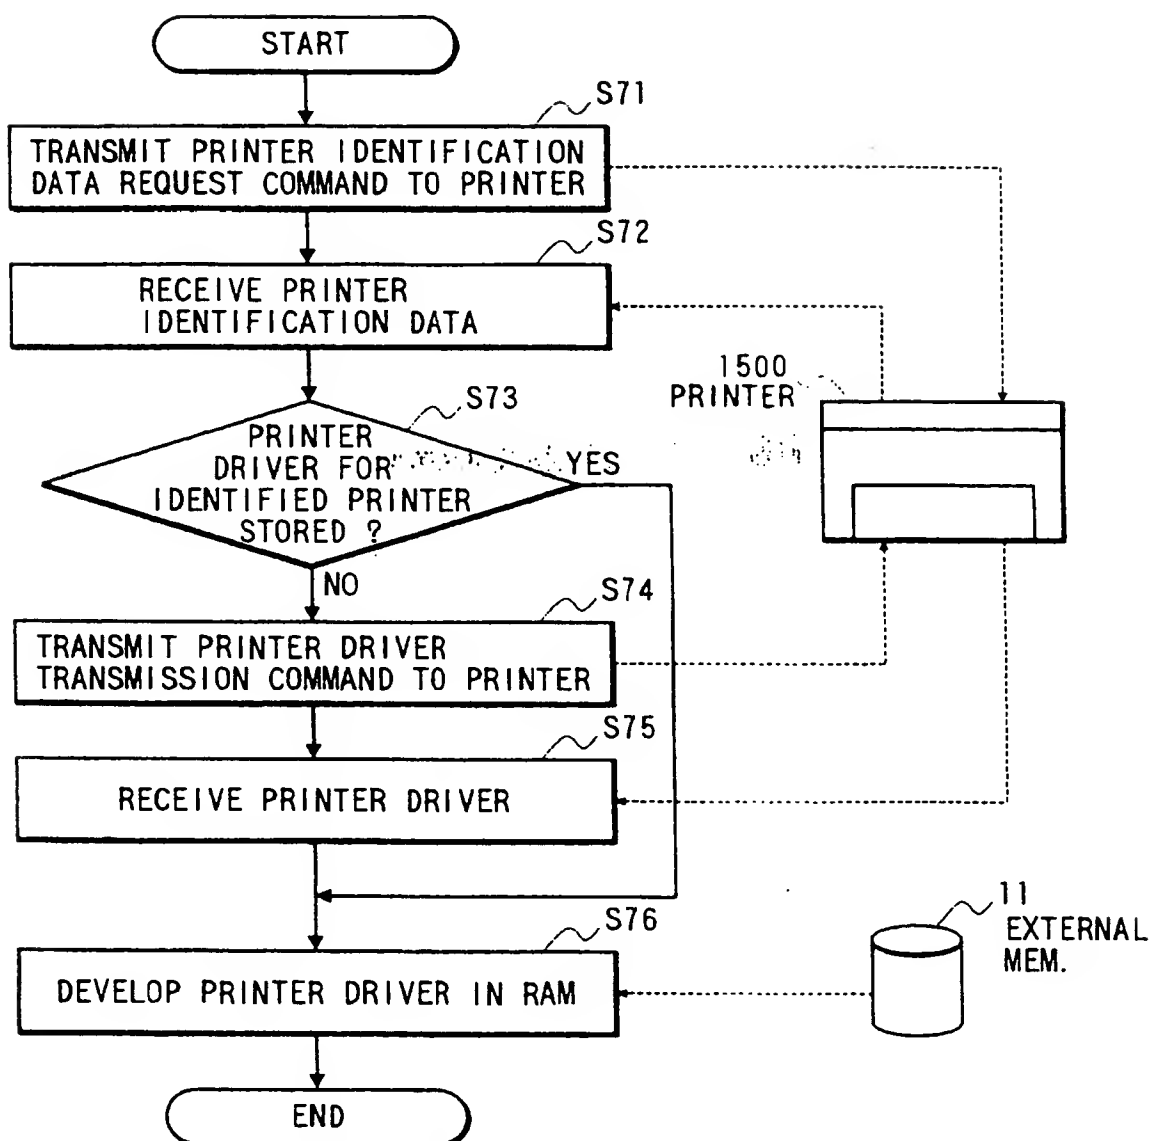 START
S71
TRANSMIT PRINTER IDENTIFICATION
DATA REQUEST COMMAND TO PRINTER
S72
RECEIVE PRINTER
IDENTIFICATION DATA
1500
PRINTER
S73
PRINTER
DRIVER FOR
IDENTIFIED PRINTER
STORED ?
YES
NO
S74
TRANSMIT PRINTER DRIVER
TRANSMISSION COMMAND TO PRINTER
S75
RECEIVE PRINTER DRIVER
11
EXTERNAL
MEM.
S76
DEVELOP PRINTER DRIVER IN RAM
END